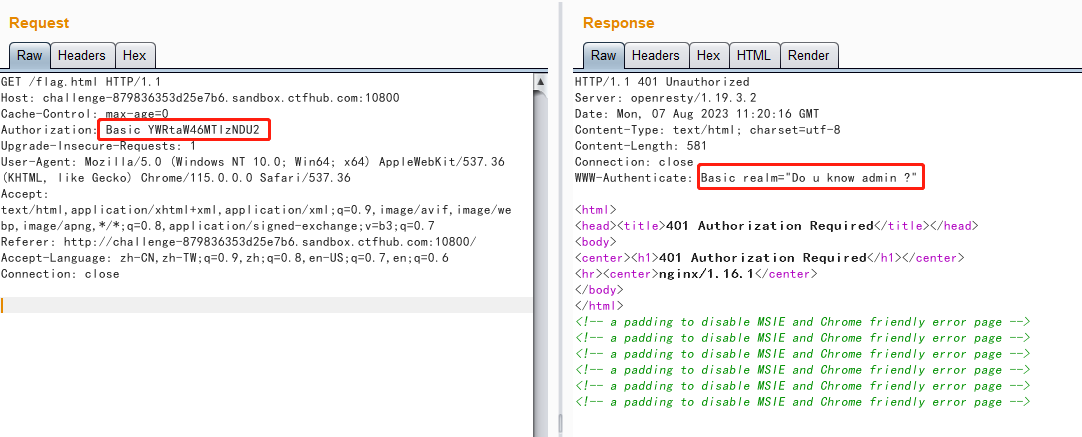 Request
Raw Headers Hex
GET /flag.html HTTP/1.1
Host: challenge-879836353d25e7b6.sandbox.ctfhub.com:10800
Cache-Control: max-age=0
Authorization: Basic YWRtaW46MTIzNDU2
Upgrade-Insecure-Requests: 1
User-Agent: Mozilla/5.0 (Windows NT 10.0; Win64; x64) AppleWebKit/537.36
(KHTML, like Gecko) Chrome/115.0.0.0 Safari/537.36
Accept:
text/html,application/xhtml+xml,application/xml;q=0.9,image/avif,image/we
bp,image/apng,*/*;q=0.8,application/signed-exchange;v=b3;q=0.7
Referer: http://challenge-879836353d25e7b6.sandbox.ctfhub.com:10800/
Accept-Language: zh-CN,zh-TW;q=0.9,zh;q=0.8,en-US;q=0.7,en;q=0.6
Connection: close
Response
Raw Headers Hex HTML Render
HTTP/1.1 401 Unauthorized
Server: openresty/1.19.3.2
Date: Mon, 07 Aug 2023 11:20:16 GMT
Content-Type: text/html; charset=utf-8
Content-Length: 581
Connection: close
WWW-Authenticate: Basic realm="Do u know admin ?"
<html>
<head><title>401 Authorization Required</title></head>
<body>
<center><h1>401 Authorization Required</h1></center>
<hr><center>nginx/1.16.1</center>
</body>
</html>
<!-- a padding to disable MSIE and Chrome friendly error page -->
<!-- a padding to disable MSIE and Chrome friendly error page -->
<!-- a padding to disable MSIE and Chrome friendly error page -->
<!-- a padding to disable MSIE and Chrome friendly error page -->
<!-- a padding to disable MSIE and Chrome friendly error page -->
<!-- a padding to disable MSIE and Chrome friendly error page -->